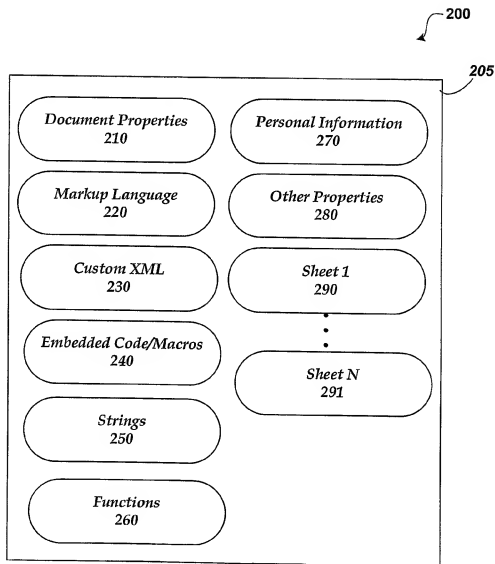 200
205
Document Properties
210
Markup Language
220
Custom XML
230
Embedded Code/Macros
240
Strings
250
Functions
260
Personal Information
270
Other Properties
280
Sheet 1
290
Sheet N
291